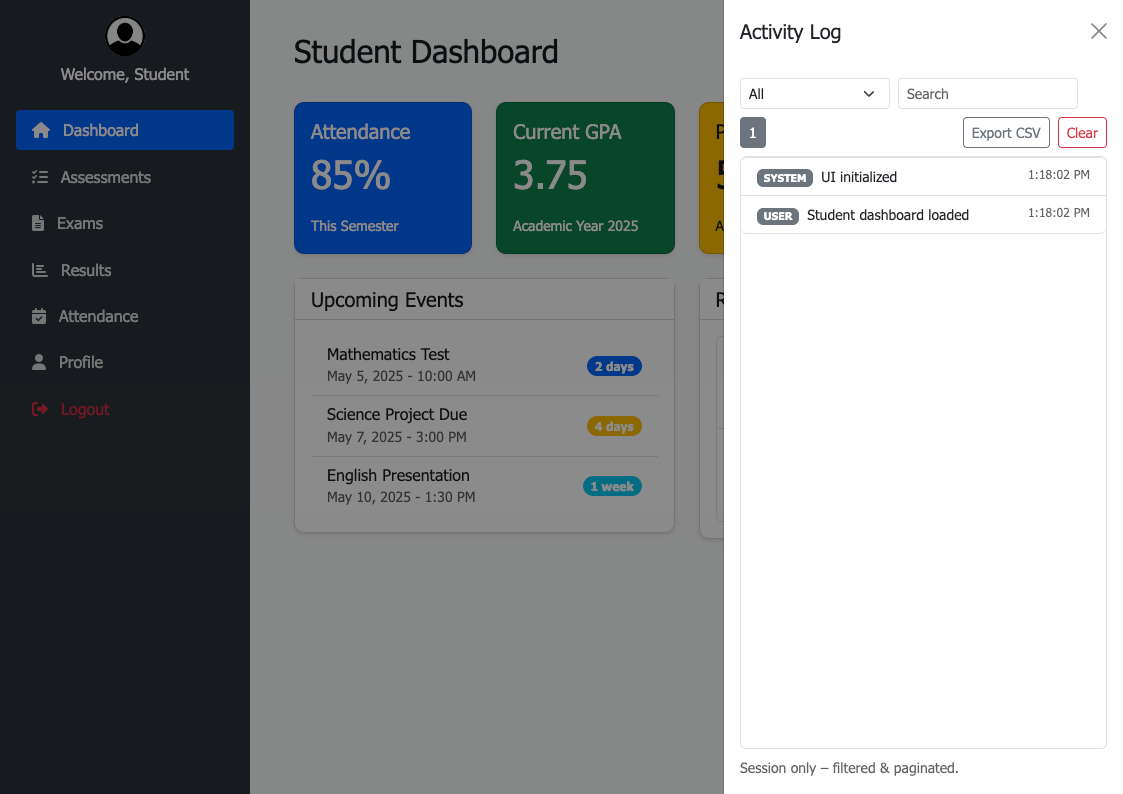 Welcome, Student
Dashboard
Assessments
Exams
Results
Attendance
Profile
Logout
Student Dashboard
Attendance
85%
This Semester
Current GPA
3.75
Academic Year 2025
Upcoming Events
Mathematics Test
May 5, 2025 - 10:00 AM
2 days
Science Project Due
May 7, 2025 - 3:00 PM
4 days
English Presentation
May 10, 2025 - 1:30 PM
1 week
Activity Log
All
Search
1
Export CSV
Clear
SYSTEM UI initialized 1:18:02 PM
USER Student dashboard loaded 1:18:02 PM
Session only – filtered & paginated.